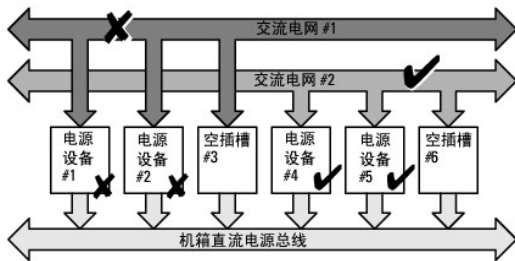 交流电网 #1
交流电网 #2
电源
设备
#1
电源
设备
#2
空插槽
#3
电源
设备
#4
电源
设备
#5
空插槽
#6
机箱直流电源总线